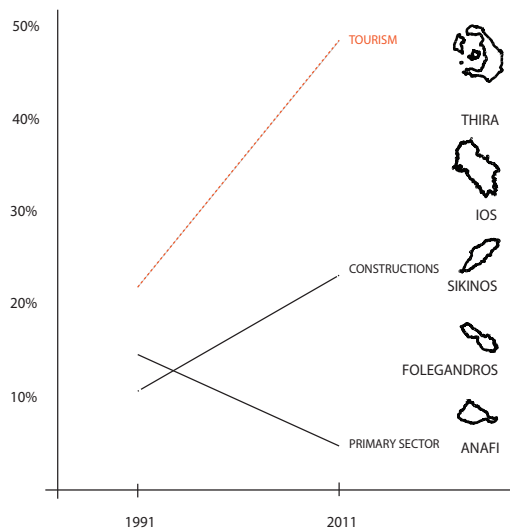 50%
TOURISM
40%
THIRA
30%
IOS
CONSTRUCTIONS
SIKINOS
20%
FOLEGANDROS
10%
PRIMARY SECTOR
ANAFI
1991
2011